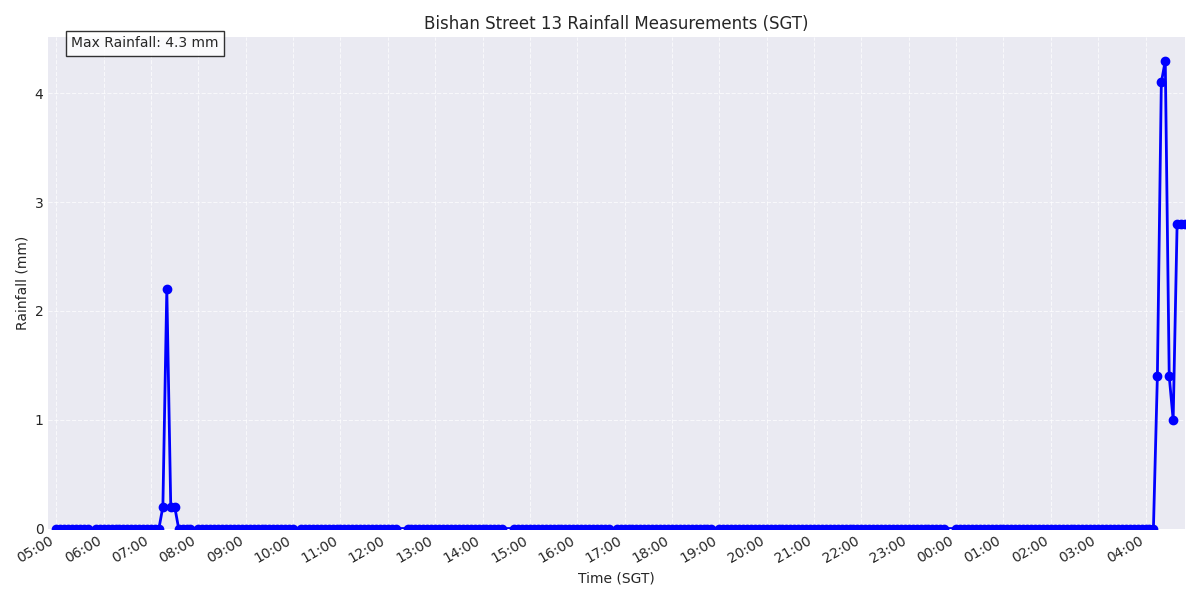 Bishan Street 13 Rainfall Measurements (SGT)
Max Rainfall: 4.3 mm
Rainfall (mm)
4
3
2
1
0
05:00 06:00 07:00 08:00 09:00 10:00 11:00 12:00 13:00 14:00 15:00 16:00 17:00 18:00 19:00 20:00 21:00 22:00 23:00 00:00 01:00 02:00 03:00 04:00
Time (SGT)